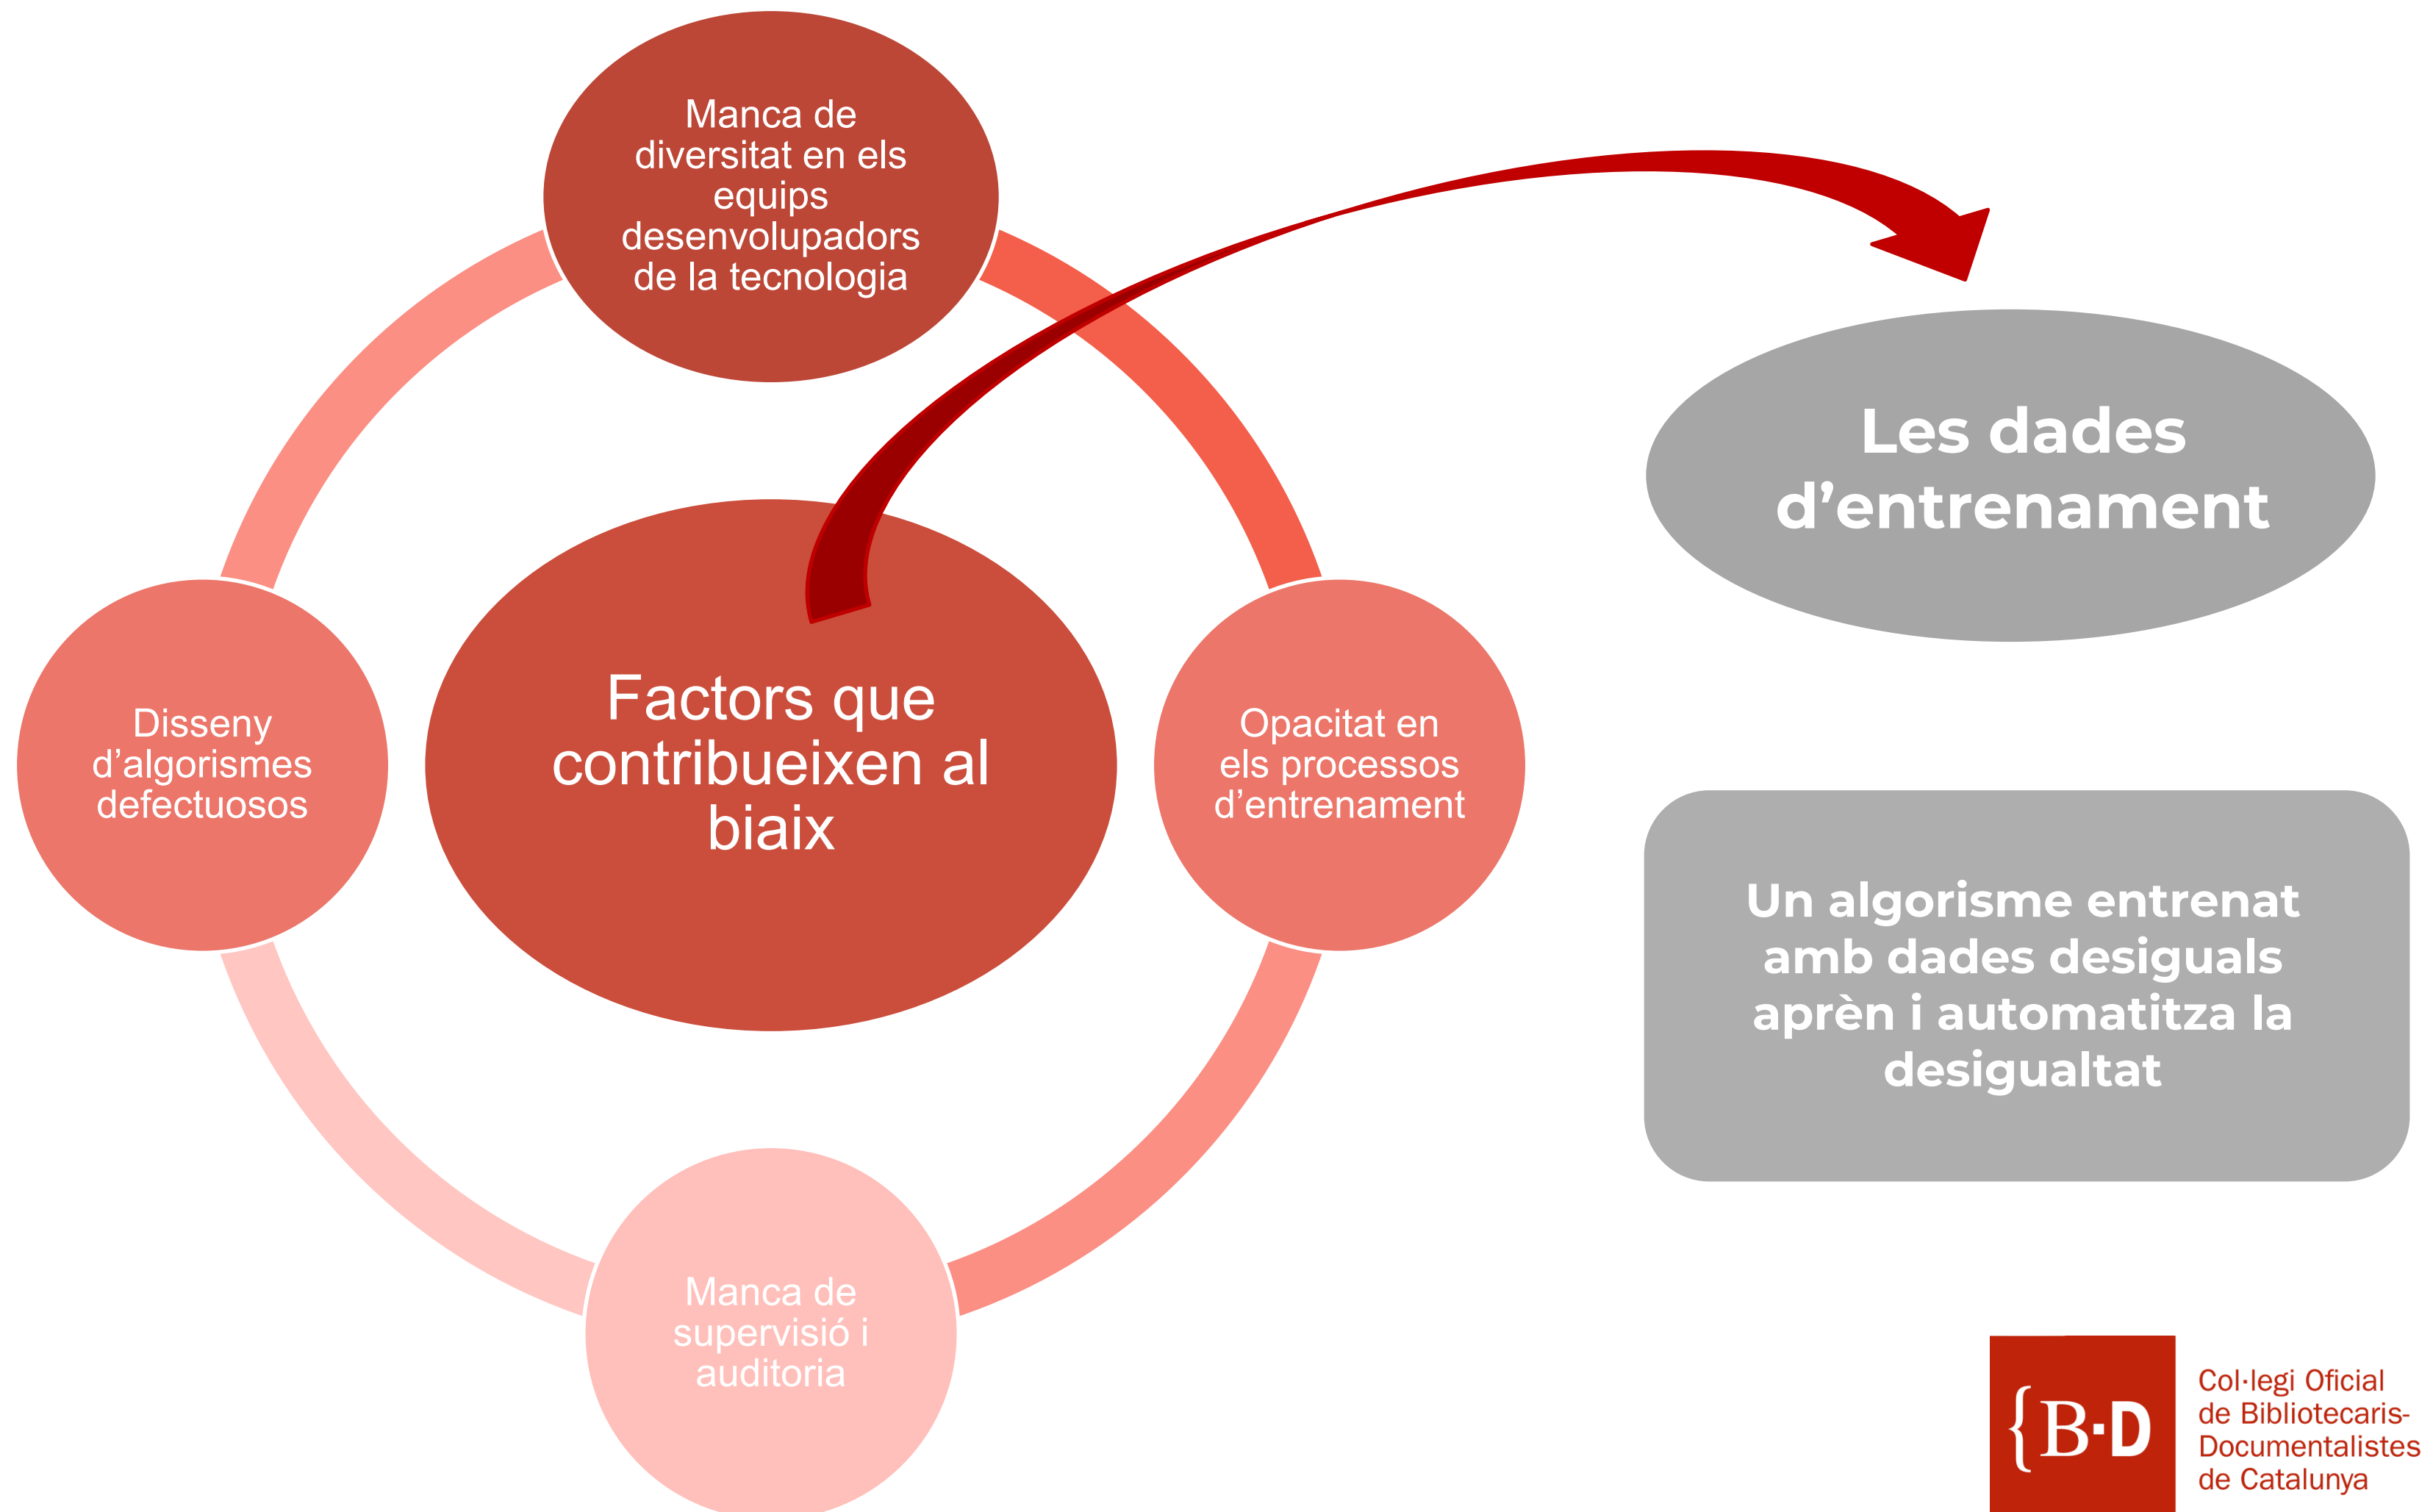 Manca de
diversitat en els
equips
desenvolupadors
de la tecnologia
Factors que
contribueixen al
biaix
Disseny
d’algorismes
defectuosos
Opacitat en
els processos
d’entrenament
Manca de
supervisió i
auditoria
Les dades
d’entrenament
Un algorisme entrenat
amb dades desiguals
aprèn i automatitza la
desigualtat
{B·D
Col·legi Oficial
de Bibliotecaris-
Documentalistes
de Catalunya